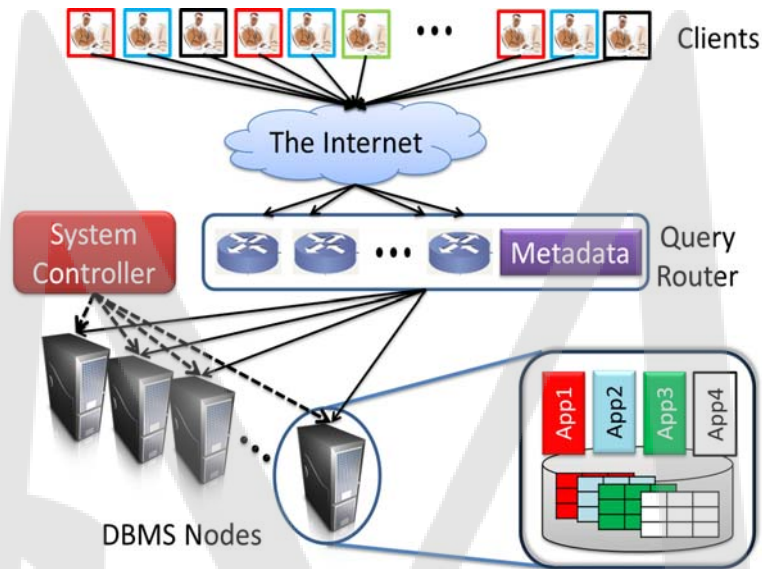 Clients
The Internet
System
Controller
Metadata
Query
Router
App1
App2
App3
App4
DBMS Nodes